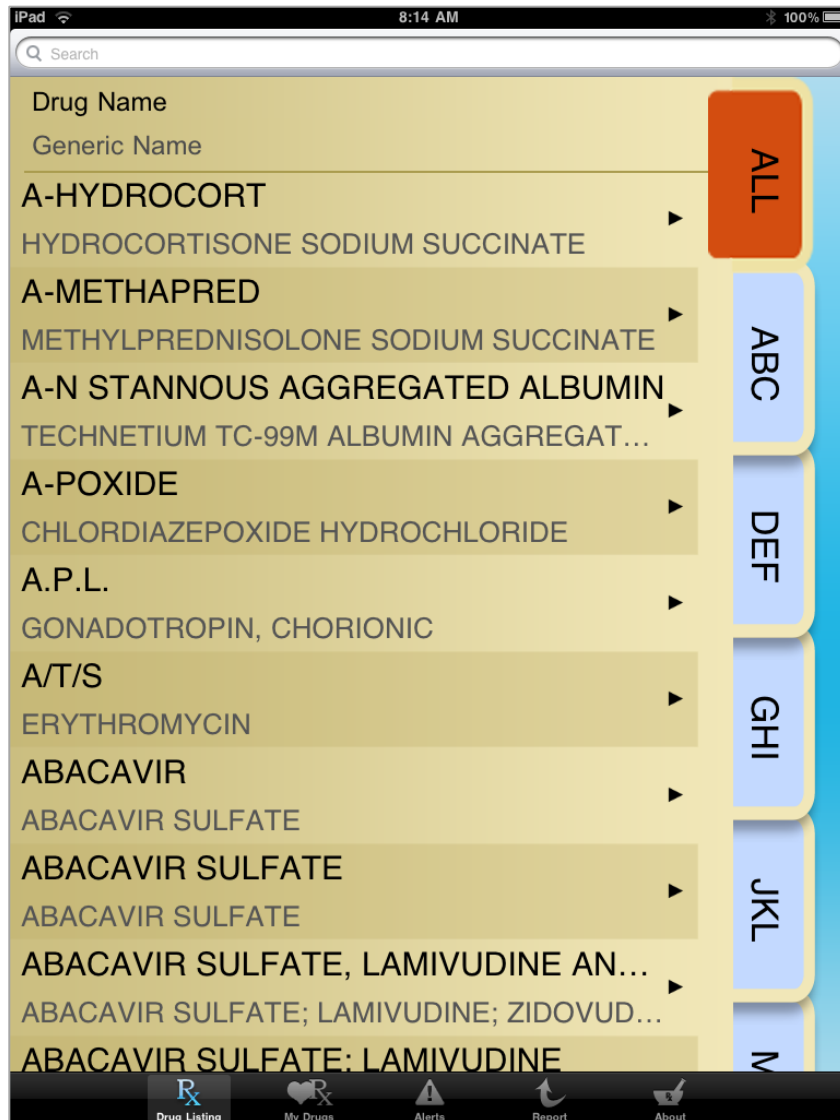 iPad 8:14 AM 100%
Search
Drug Name
Generic Name
A-HYDROCORT
HYDROCORTISONE SODIUM SUCCINATE
A-METHAPRED
METHYLPREDNISOLONE SODIUM SUCCINATE
A-N STANNOUS AGGREGATED ALBUMIN
TECHNETIUM TC-99M ALBUMIN AGGREGAT…
A-POXIDE
CHLORDIAZEPOXIDE HYDROCHLORIDE
A.P.L.
GONADOTROPIN, CHORIONIC
A/T/S
ERYTHROMYCIN
ABACAVIR
ABACAVIR SULFATE
ABACAVIR SULFATE
ABACAVIR SULFATE
ABACAVIR SULFATE, LAMIVUDINE AN…
ABACAVIR SULFATE; LAMIVUDINE; ZIDOVUD…
ABACAVIR SULFATE: LAMIVUDINE
ALL
ABC
DEF
GHI
JKL
M
Rx Rx
Drug Listing My Drugs Alerts Report About